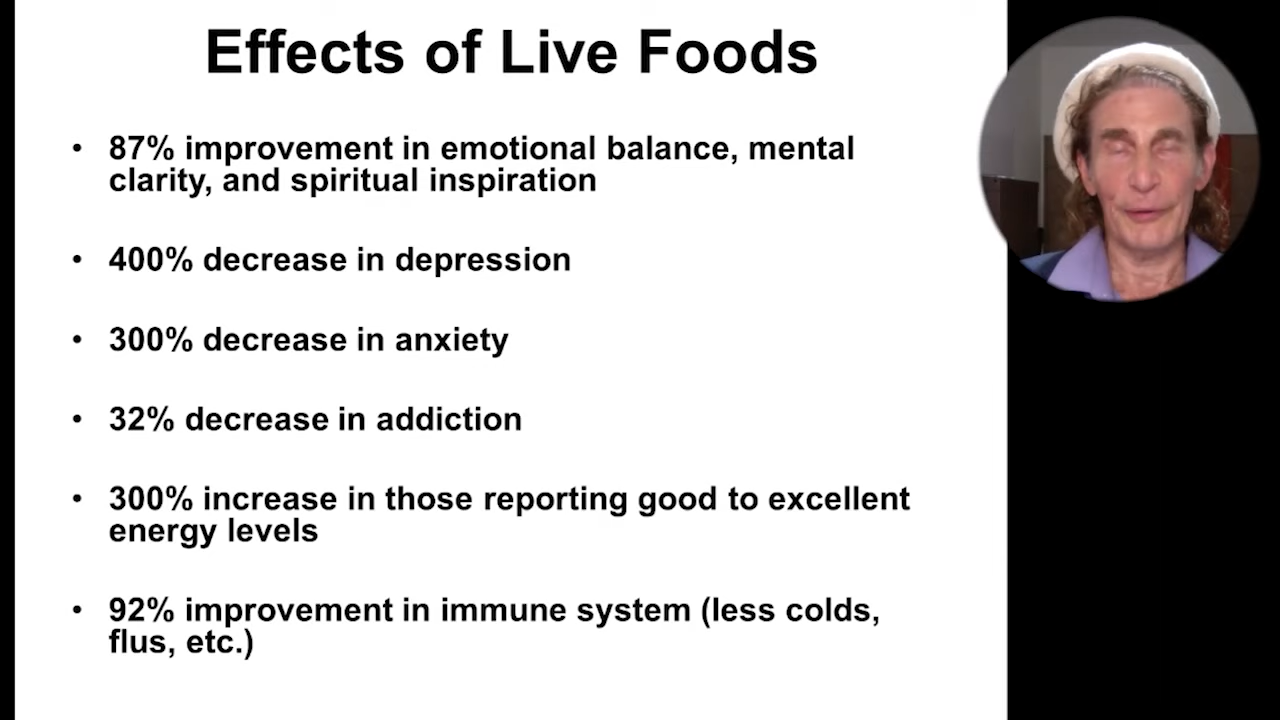 Effects of Live Foods
• 87% improvement in emotional balance, mental
clarity, and spiritual inspiration
• 400% decrease in depression
• 300% decrease in anxiety
• 32% decrease in addiction
• 300% increase in those reporting good to excellent
energy levels
• 92% improvement in immune system (less colds,
flus, etc.)